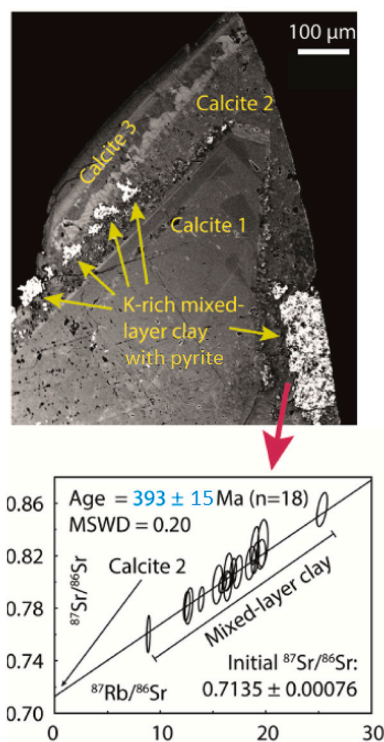 100 μm
Calcite 2
Calcite 3
Calcite 1
K-rich mixed-
layer clay
with pyrite
0.86
Age = 393 ± 15 Ma (n=18)
MSWD = 0.20
0.82
Calcite 2
⁸⁷Sr/⁸⁶Sr
0.78
Mixed-layer clay
0.74
Initial ⁸⁷Sr/⁸⁶Sr:
⁸⁷Rb/⁸⁶Sr
0.7135 ± 0.00076
0.70
0
10
20
30